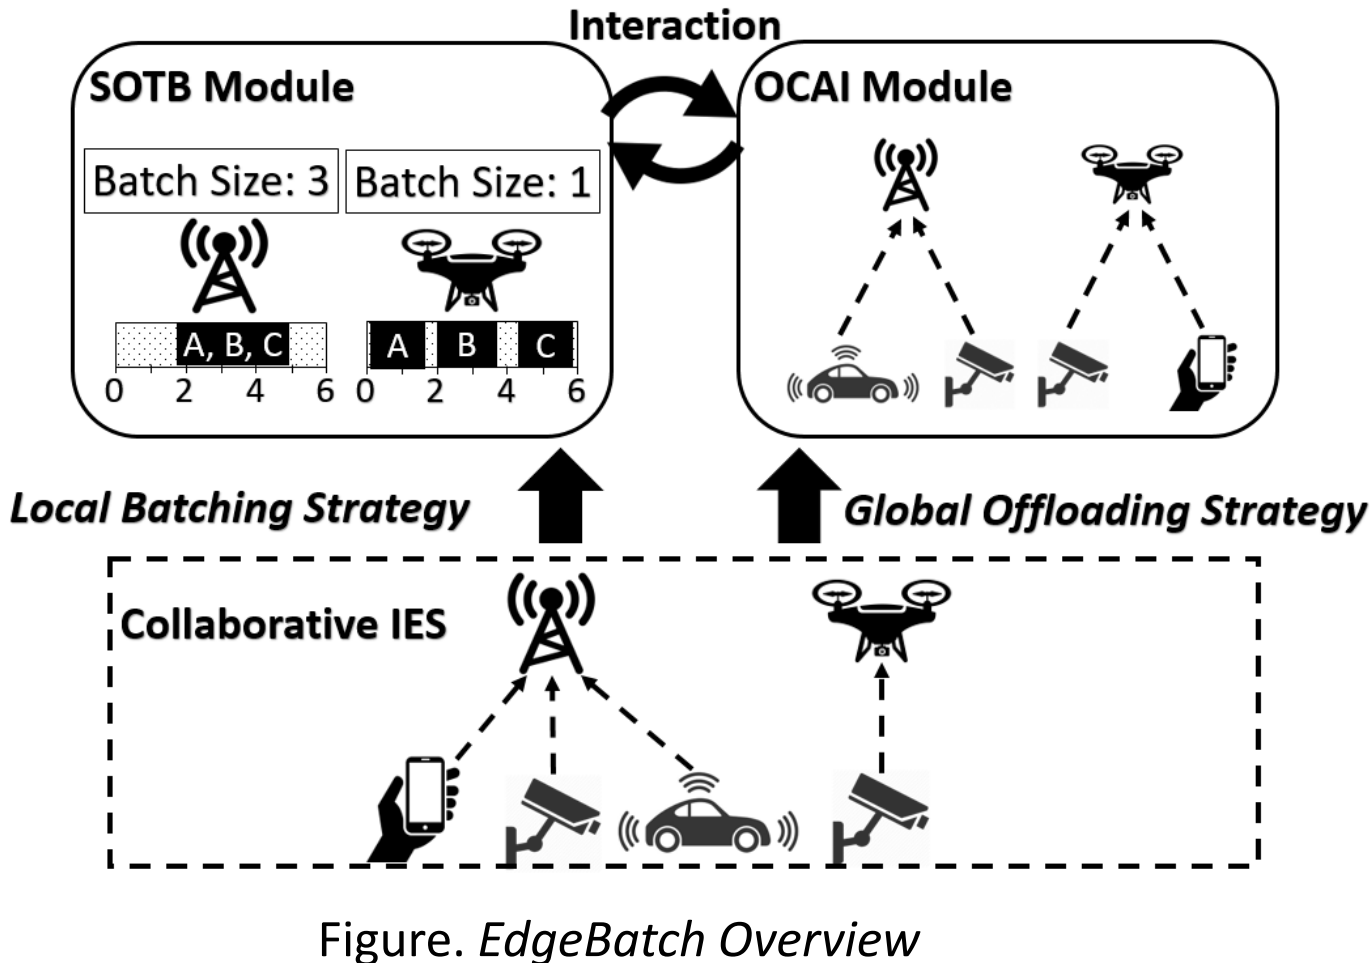 Interaction
SOTB Module
OCAI Module
Batch Size: 3
Batch Size: 1
A, B, C
A
B
C
0 2 4 6
0 2 4 6
Local Batching Strategy
Global Offloading Strategy
Collaborative IES
Figure. EdgeBatch Overview